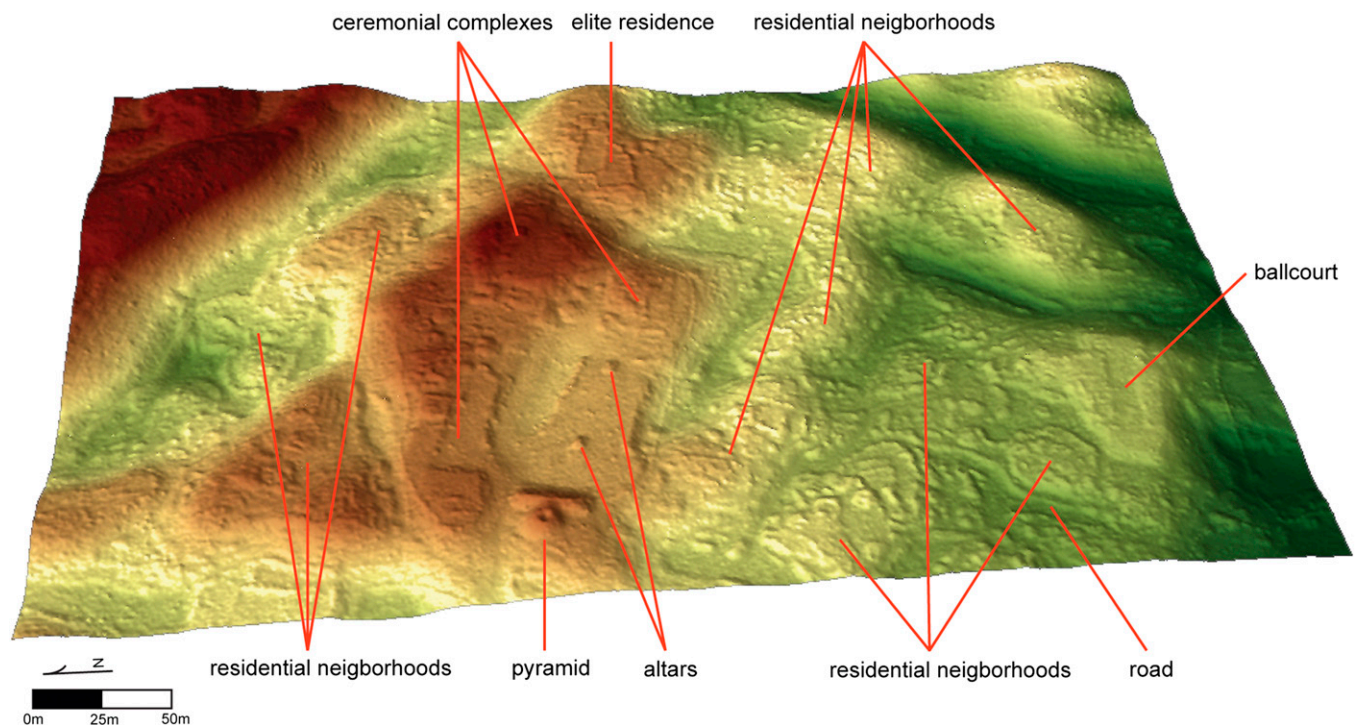 ceremonial complexes elite residence residential neigborhoods
ballcourt
residential neigborhoods pyramid altars residential neigborhoods road
N
0m 25m 50m